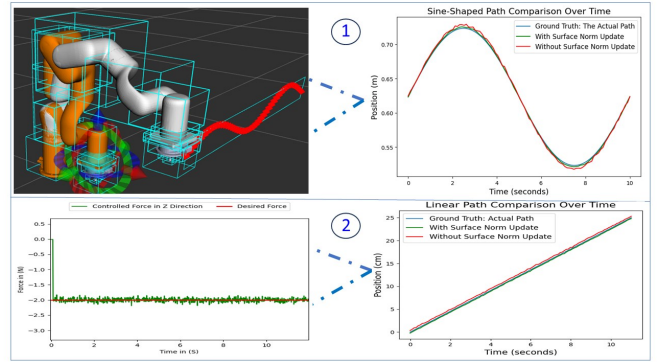 1
Sine-Shaped Path Comparison Over Time
Ground Truth: The Actual Path
With Surface Norm Update
Without Surface Norm Update
Position (m)
0.70
0.65
0.60
0.55
0 2 4 6 8 10
Time (seconds)
2
Controlled Force in Z Direction Desired Force
Force in (N)
0.5
0.0
−0.5
−1.0
−1.5
−2.0
−2.5
−3.0
0 2 4 6 8 10
Time in (S)
Linear Path Comparison Over Time
Ground Truth: Actual Path
With Surface Norm Update
Without Surface Norm Update
Position (cm)
25
20
15
10
5
0
0 2 4 6 8 10
Time (seconds)